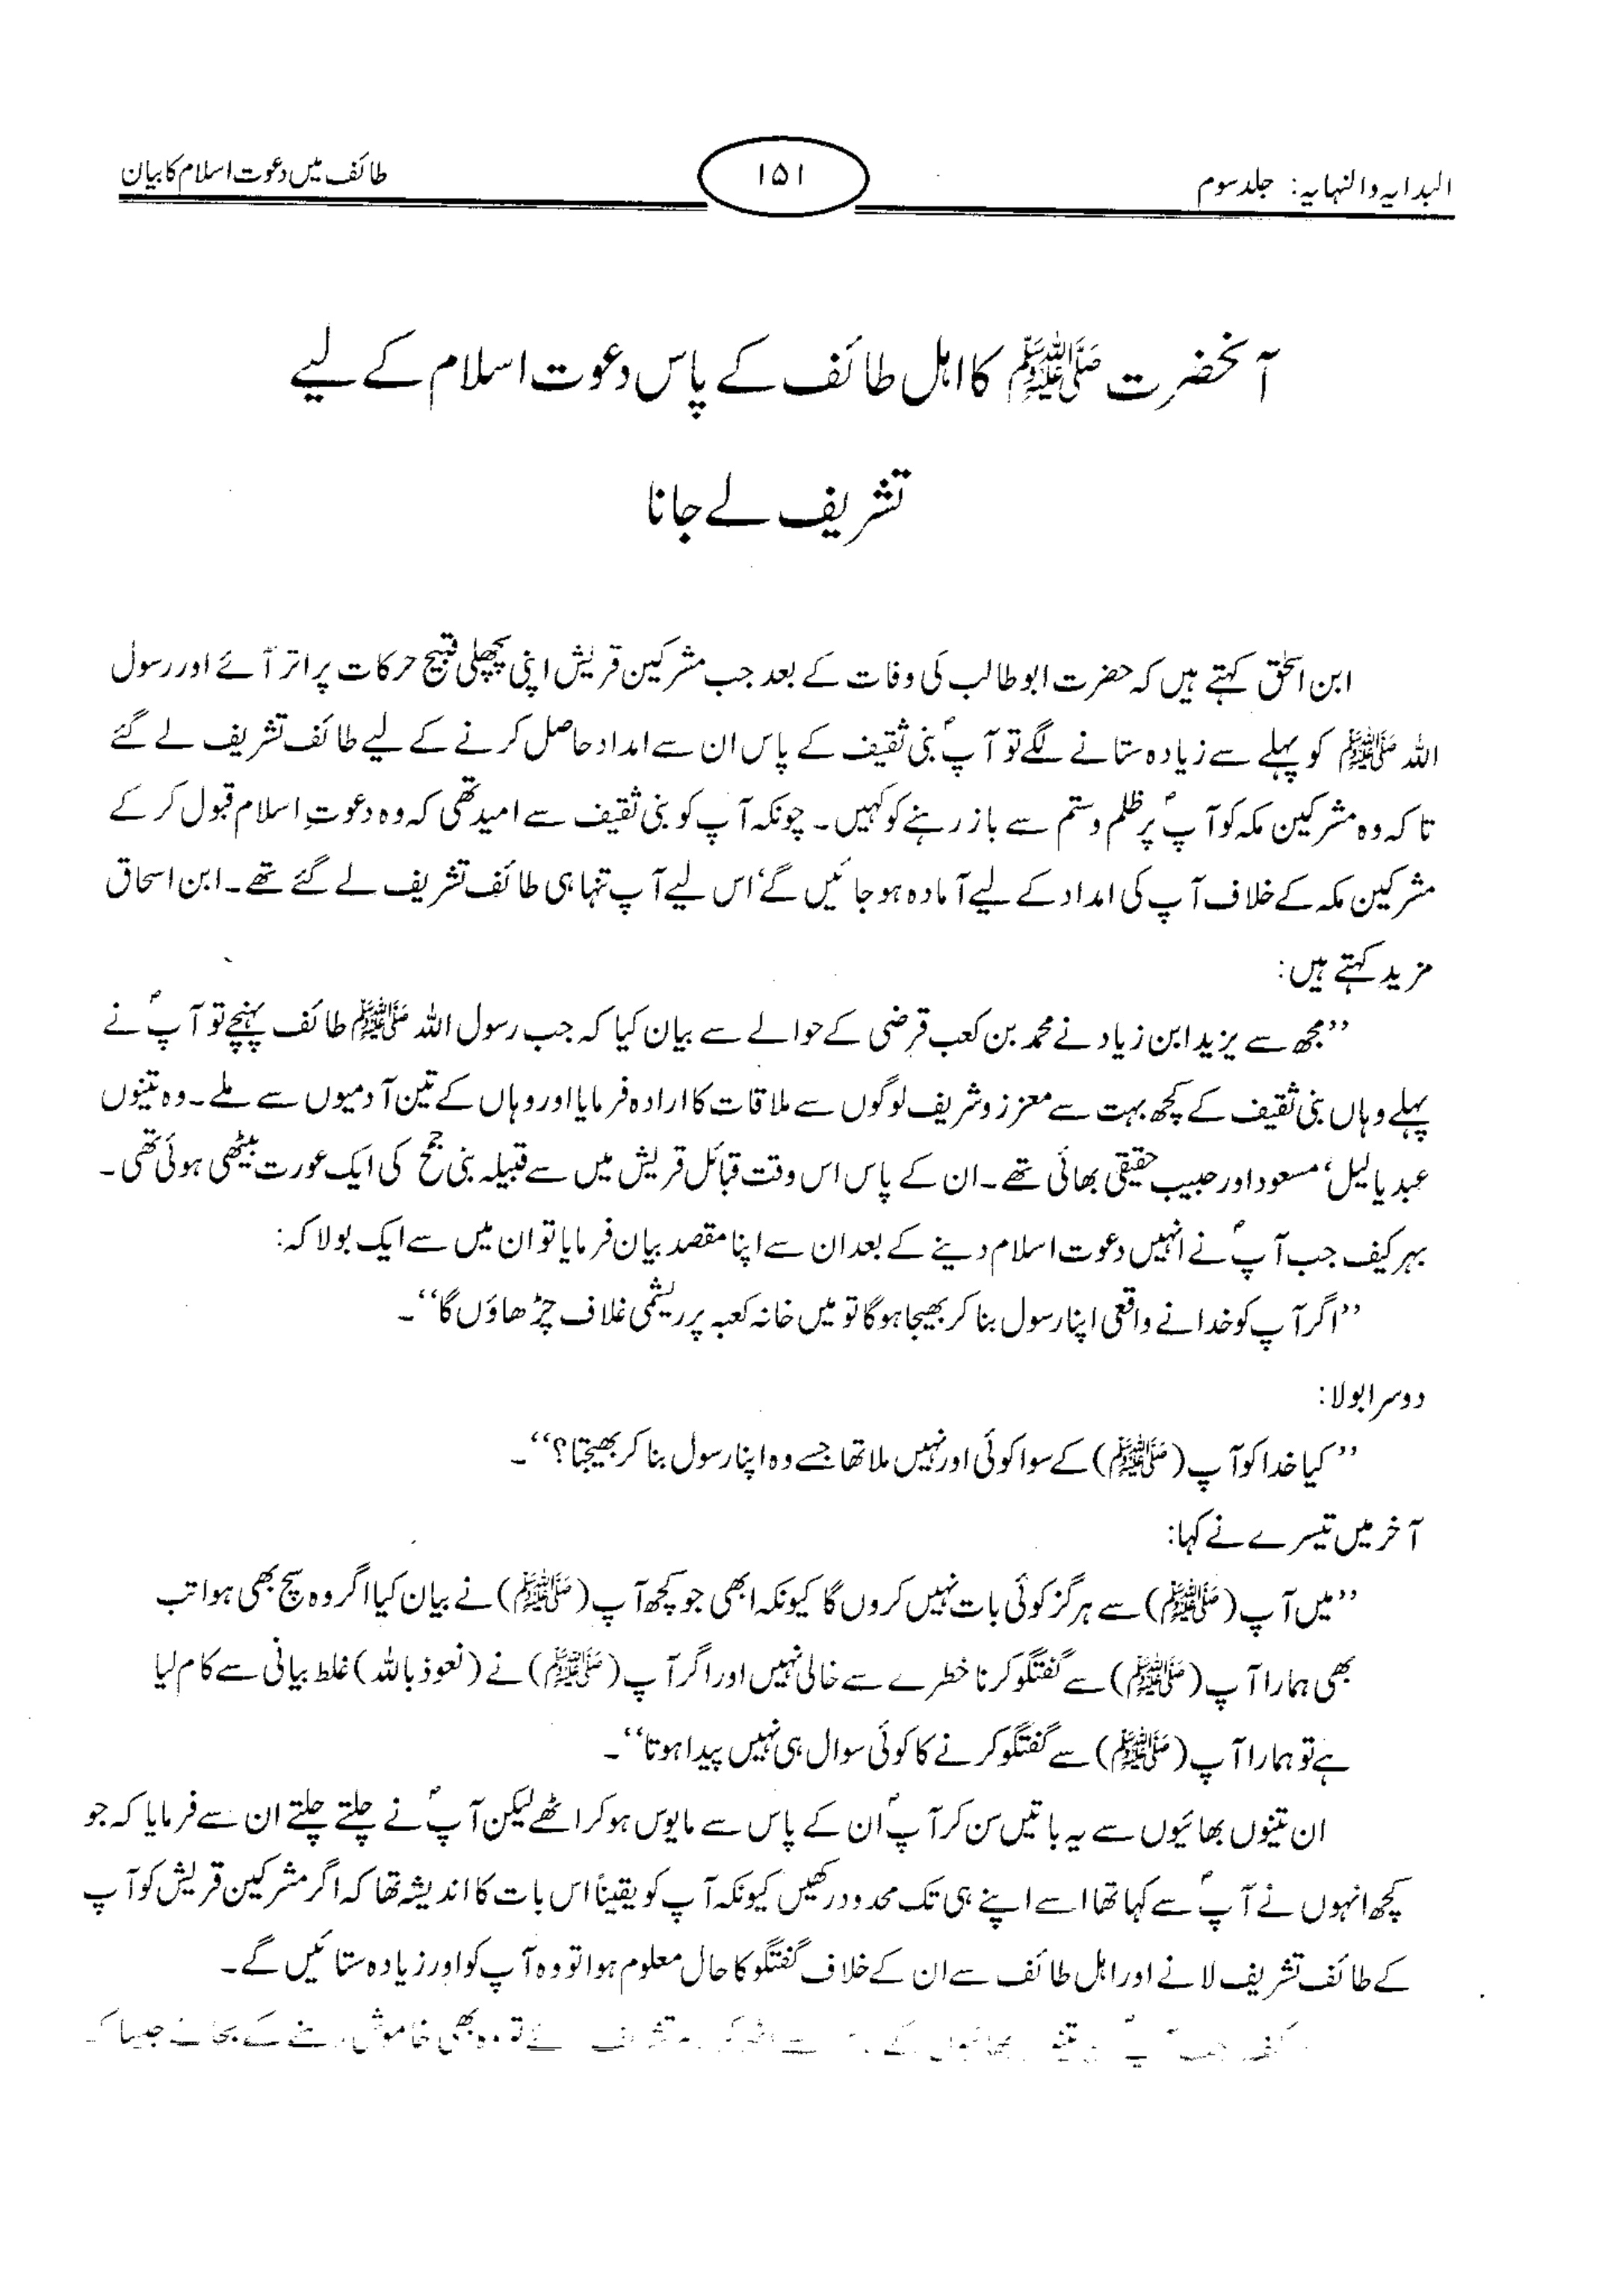 البدایہ والنہایہ: جلد سوم
۱۵۱
طائف میں دعوت اسلام کا بیان
آنحضرت ﷺ کا اہل طائف کے پاس دعوت اسلام کے لیے
تشریف لے جانا
ابن اسحٰق کہتے ہیں کہ حضرت ابوطالب کی وفات کے بعد جب مشرکین قریش اپنی پچھلی قبیح حرکات پر اتر آئے اور رسول
اللہ ﷺ کو پہلے سے زیادہ ستانے لگے تو آپؐ بنی ثقیف کے پاس ان سے امداد حاصل کرنے کے لیے طائف تشریف لے گئے
تا کہ وہ مشرکین مکہ کو آپؐ پر ظلم و ستم سے باز رہنے کو کہیں۔ چونکہ آپ کو بنی ثقیف سے امید تھی کہ وہ دعوتِ اسلام قبول کر کے
مشرکین مکہ کے خلاف آپ کی امداد کے لیے آمادہ ہو جائیں گے‘ اس لیے آپ تنہا ہی طائف تشریف لے گئے تھے۔ ابن اسحاق
مزید کہتے ہیں:
’’مجھ سے یزید ابن زیاد نے محمد بن کعب قرضی کے حوالے سے بیان کیا کہ جب رسول اللہ ﷺ طائف پہنچے تو آپؐ نے
پہلے وہاں بنی ثقیف کے کچھ بہت سے معزز و شریف لوگوں سے ملاقات کا ارادہ فرمایا اور وہاں کے تین آدمیوں سے ملے۔ وہ تینوں
عبد یالیل‘ مسعود اور حبیب حقیقی بھائی تھے۔ ان کے پاس اس وقت قبائل قریش میں سے قبیلہ بنی جمح کی ایک عورت بیٹھی ہوئی تھی۔
بہر کیف جب آپؐ نے انہیں دعوت اسلام دینے کے بعد ان سے اپنا مقصد بیان فرمایا تو ان میں سے ایک بولا کہ:
’’اگر آپ کو خدا نے واقعی اپنا رسول بنا کر بھیجا ہوگا تو میں خانہ کعبہ پر ریشمی غلاف چڑھاؤں گا‘‘۔
دوسرا بولا:
’’کیا خدا کو آپ (ﷺ) کے سوا کوئی اور نہیں ملا تھا جسے وہ اپنا رسول بنا کر بھیجتا؟‘‘۔
آخر میں تیسرے نے کہا:
’’میں آپ (ﷺ) سے ہرگز کوئی بات نہیں کروں گا کیونکہ ابھی جو کچھ آپ (ﷺ) نے بیان کیا اگر وہ سچ بھی ہوا تب
بھی ہمارا آپ (ﷺ) سے گفتگو کرنا خطرے سے خالی نہیں اور اگر آپ (ﷺ) نے (نعوذ باللہ) غلط بیانی سے کام لیا
ہے تو ہمارا آپ (ﷺ) سے گفتگو کرنے کا کوئی سوال ہی نہیں پیدا ہوتا‘‘۔
ان تینوں بھائیوں سے یہ باتیں سن کر آپؐ ان کے پاس سے مایوس ہو کر اٹھے لیکن آپؐ نے چلتے چلتے ان سے فرمایا کہ جو
کچھ انہوں نے آپؐ سے کہا تھا اسے اپنے ہی تک محدود رکھیں کیونکہ آپ کو یقیناً اس بات کا اندیشہ تھا کہ اگر مشرکین قریش کو آپ
کے طائف تشریف لانے اور اہل طائف سے ان کے خلاف گفتگو کا حال معلوم ہوا تو وہ آپ کو اور زیادہ ستائیں گے۔
تو وہ بھی خاموش کے بجائے جیسا کہ